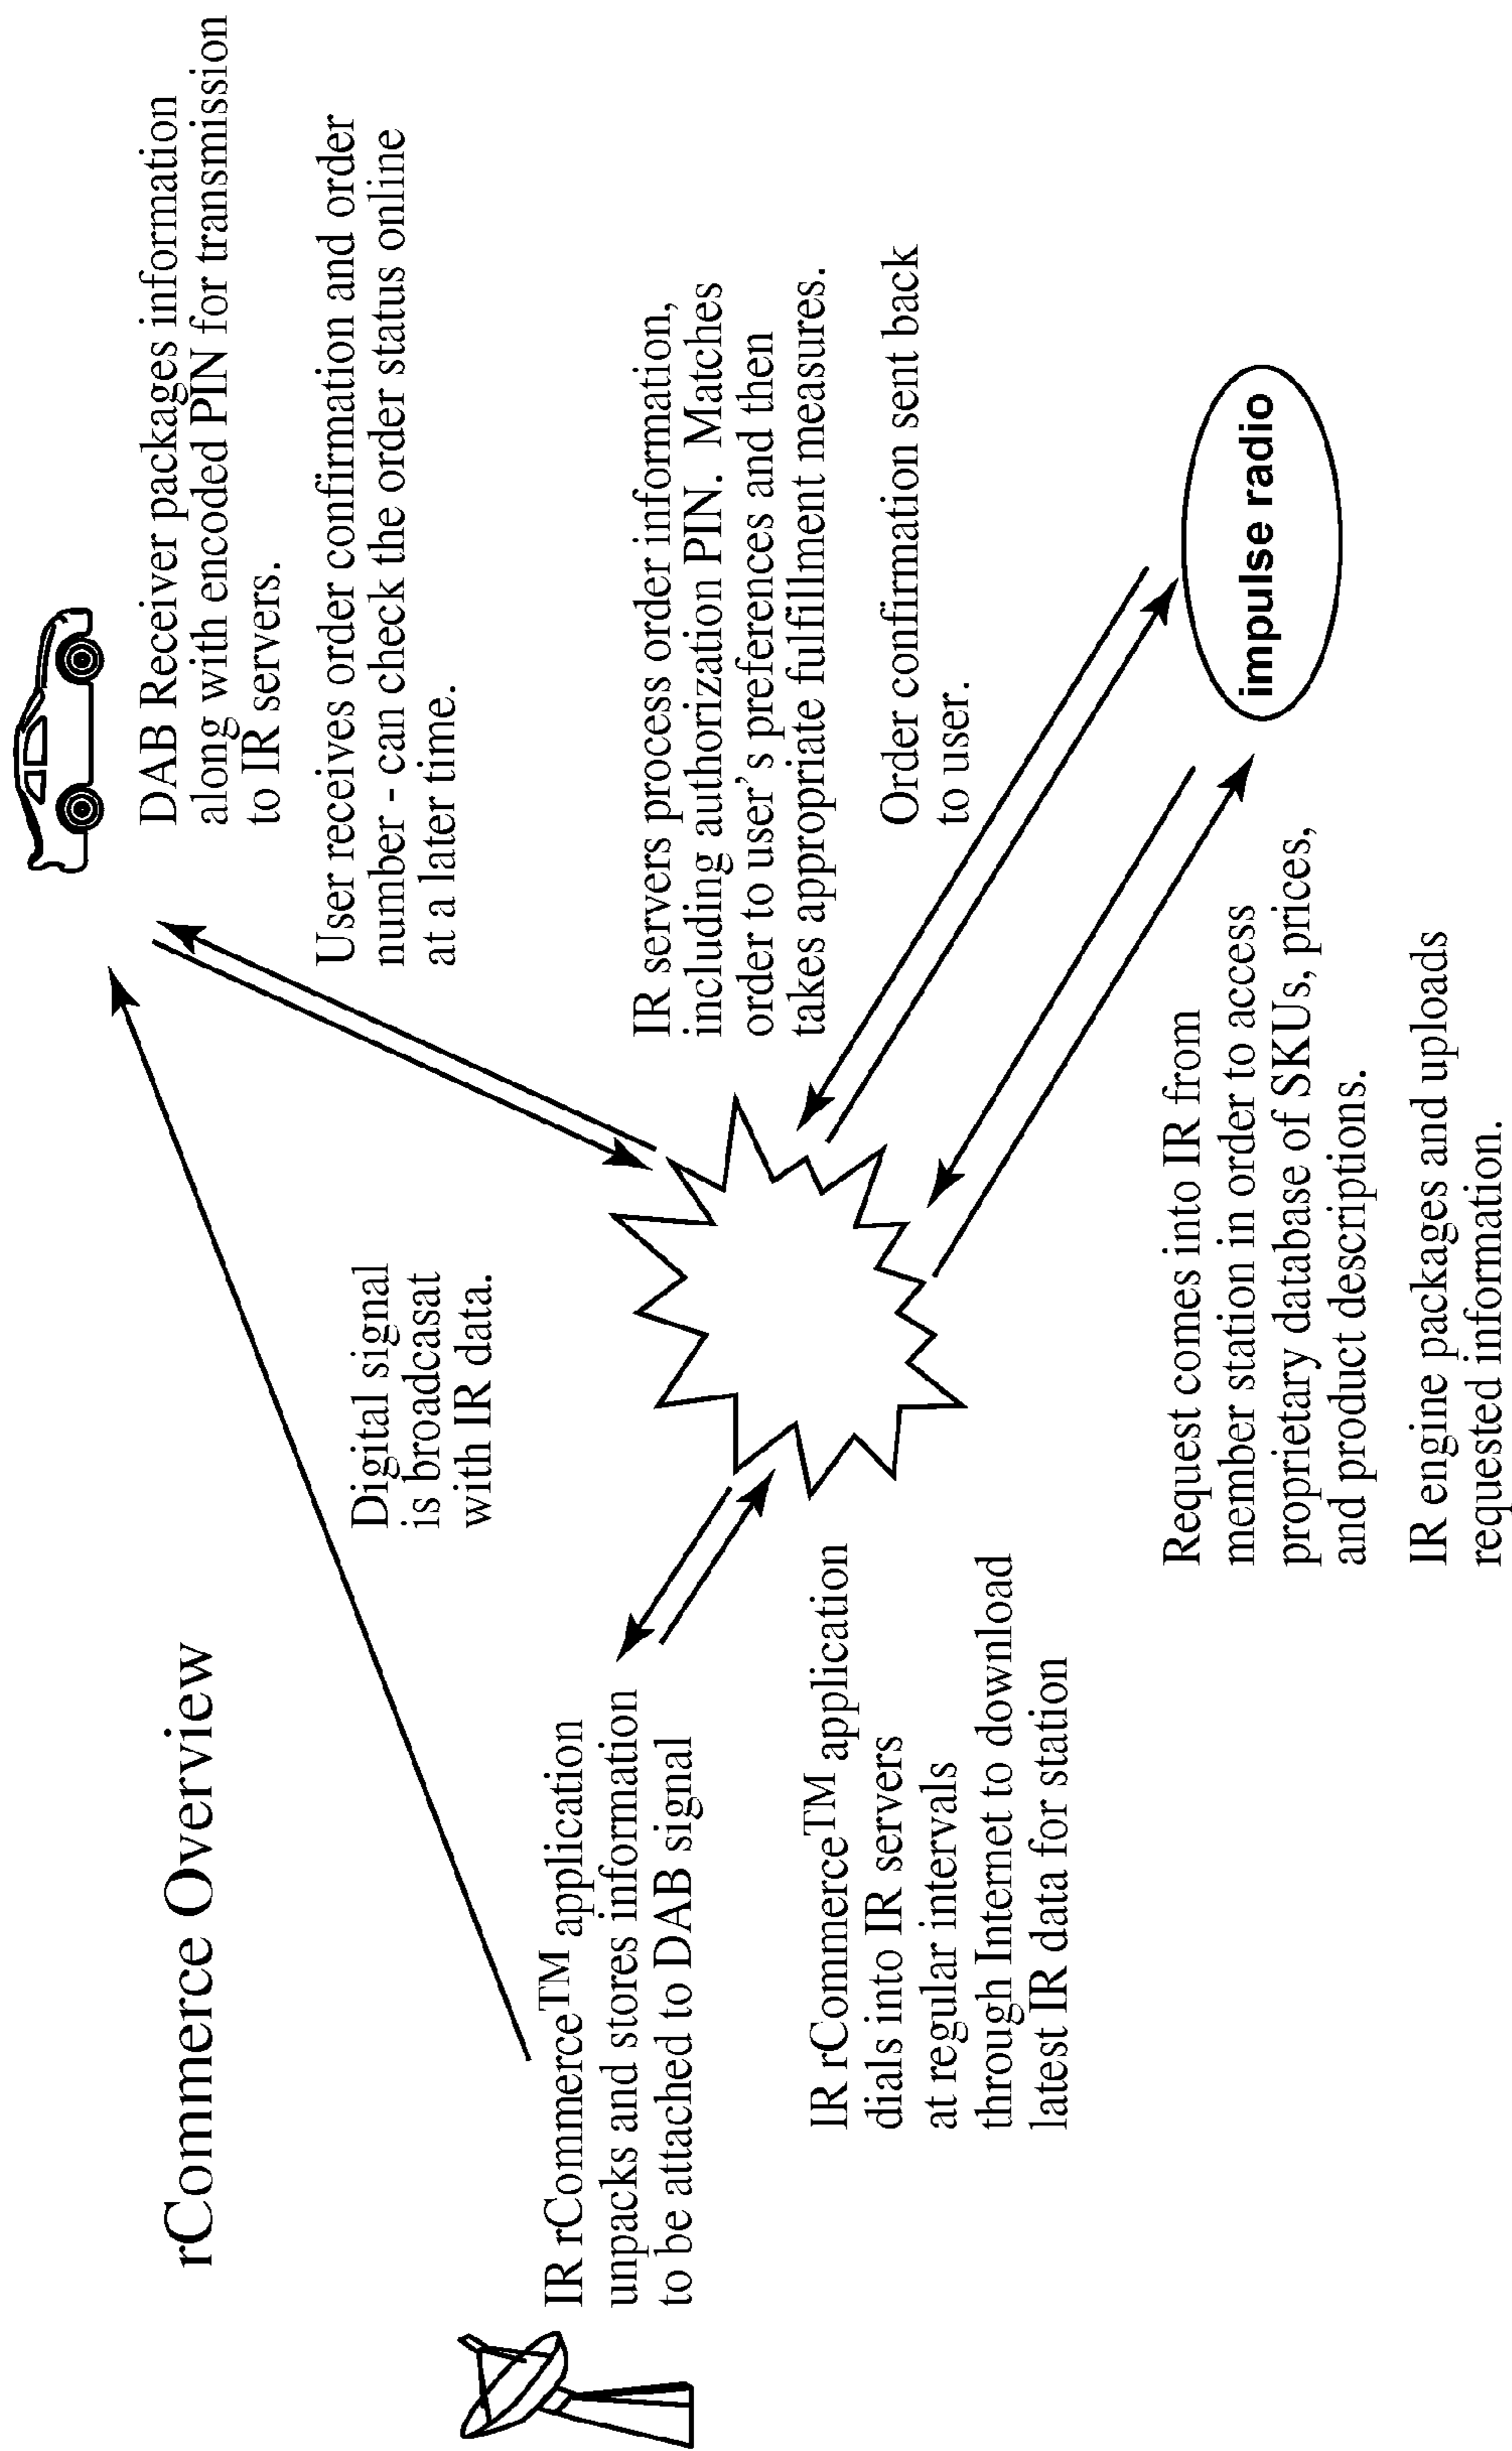 rCommerce Overview
DAB Receiver packages information
along with encoded PIN for transmission
to IR servers.
User receives order confirmation and order
number - can check the order status online
at a later time.
Digital signal
is broadcasat
with IR data.
IR rCommerce™ application
unpacks and stores information
to be attached to DAB signal
IR servers process order information,
including authorization PIN. Matches
order to user's preferences and then
takes appropriate fulfillment measures.
IR rCommerce™ application
dials into IR servers
at regular intervals
through Internet to download
latest IR data for station
Order confirmation sent back
to user.
Request comes into IR from
member station in order to access
proprietary database of SKUs, prices,
and product descriptions.
IR engine packages and uploads
requested information.
impulse radio